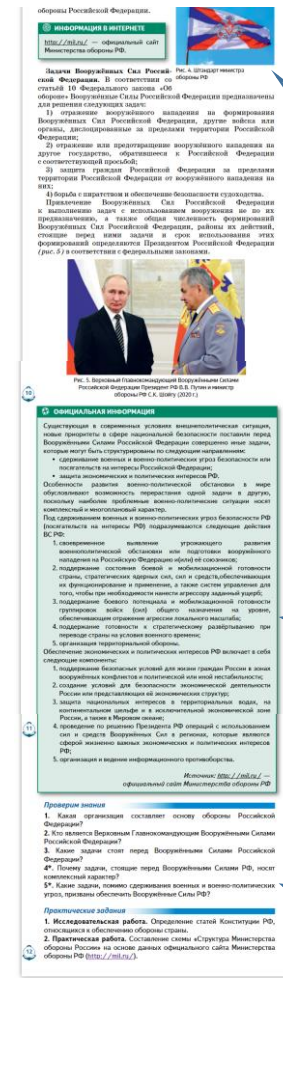 обороны Российской Федерации.
ИНФОРМАЦИЯ В ИНТЕРНЕТЕ
http://mil.ru/ — официальный сайт
Министерства обороны РФ.
Рис. 4. Штандарт министра
обороны РФ
Задачи Вооружённых Сил Россий-
ской Федерации. В соответствии со
статьёй 10 Федерального закона «Об
обороне» Вооружённые Силы Российской Федерации предназначены
для решения следующих задач:
1) отражение вооружённого нападения на формирования
Вооружённых Сил Российской Федерации, другие войска или
органы, дислоцированные за пределами территории Российской
Федерации;
2) отражение или предотвращение вооружённого нападения на
другое государство, обратившееся к Российской Федерации
с соответствующей просьбой;
3) защита граждан Российской Федерации за пределами
территории Российской Федерации от вооружённого нападения на
них;
4) борьба с пиратством и обеспечение безопасности судоходства.
Привлечение Вооружённых Сил Российской Федерации
к выполнению задач с использованием вооружения не по их
предназначению, а также общая численность формирований
Вооружённых Сил Российской Федерации, районы их действий,
стоящие перед ними задачи и срок использования этих
формирований определяются Президентом Российской Федерации
(рис. 5) в соответствии с федеральными законами.
Рис. 5. Верховный Главнокомандующий Вооружёнными Силами
Российской Федерации Президент РФ В.В. Путин и министр
обороны РФ С.К. Шойгу (2020 г.)
10
ОФИЦИАЛЬНАЯ ИНФОРМАЦИЯ
Существующая в современных условиях внешнеполитическая ситуация,
новые приоритеты в сфере национальной безопасности поставили перед
Вооружёнными Силами Российской Федерации совершенно иные задачи,
которые могут быть структурированы по следующим направлениям:
• сдерживание военных и военно-политических угроз безопасности или
посягательств на интересы Российской Федерации;
• защита экономических и политических интересов РФ.
Особенности развития военно-политической обстановки в мире
обусловливают возможность перерастания одной задачи в другую,
поскольку наиболее проблемные военно-политические ситуации носят
комплексный и многоплановый характер.
Под сдерживанием военных и военно-политических угроз безопасности РФ
(посягательств на интересы РФ) подразумеваются следующие действия
ВС РФ:
1. своевременное выявление угрожающего развития
военнополитической обстановки или подготовки вооружённого
нападения на Российскую Федерацию и(или) её союзников;
2. поддержание состояния боевой и мобилизационной готовности
страны, стратегических ядерных сил, сил и средств,обеспечивающих
их функционирование и применение, а также систем управления для
того, чтобы при необходимости нанести агрессору заданный ущерб;
3. поддержание боевого потенциала и мобилизационной готовности
группировок войск (сил) общего назначения на уровне,
обеспечивающем отражение агрессии локального масштаба;
4. поддержание готовности к стратегическому развёртыванию при
переводе страны на условия военного времени;
5. организация территориальной обороны.
Обеспечение экономических и политических интересов РФ включает в себя
следующие компоненты:
1. поддержание безопасных условий для жизни граждан России в зонах
вооружённых конфликтов и политической или иной нестабильности;
2. создание условий для безопасности экономической деятельности
России или представляющих её экономических структур;
3. защита национальных интересов в территориальных водах, на
континентальном шельфе и в исключительной экономической зоне
России, а также в Мировом океане;
11
4. проведение по решению Президента РФ операций с использованием
сил и средств Вооружённых Сил в регионах, которые являются
сферой жизненно важных экономических и политических интересов
РФ;
5. организация и ведение информационного противоборства.
Источник: http://mil.ru/ —
официальный сайт Министерства обороны РФ
Проверим знания
1. Какая организация составляет основу обороны Российской
Федерации?
2. Кто является Верховным Главнокомандующим Вооружёнными Силами
Российской Федерации?
3. Какие задачи стоят перед Вооружёнными Силами Российской
Федерации?
4*. Почему задачи, стоящие перед Вооружёнными Силами РФ, носят
комплексный характер?
5*. Какие задачи, помимо сдерживания военных и военно-политических
угроз, призваны обеспечить Вооружённые Силы РФ?
Практические задания
1. Исследовательская работа. Определение статей Конституции РФ,
относящихся к обеспечению обороны страны.
2. Практическая работа. Составление схемы «Структура Министерства
обороны России» на основе данных официального сайта Министерства
12
обороны РФ (http://mil.ru/).